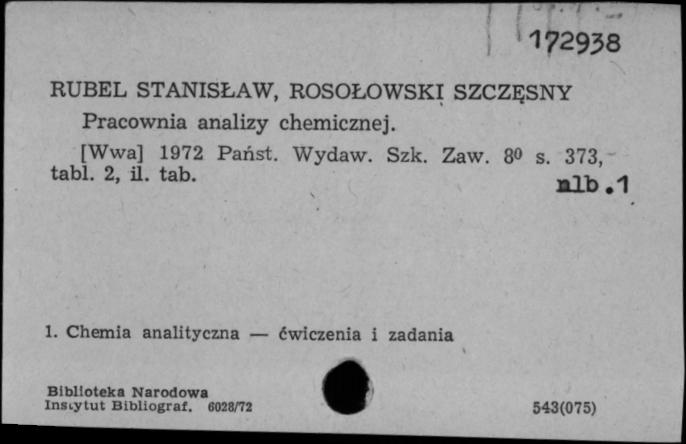 172938
RUBEL STANISŁAW, ROSOŁOWSKI SZCZĘSNY
Pracownia analizy chemicznej.
[Wwa] 1972 Państ. Wydaw. Szk. Zaw. 8⁰ s. 373,
tabl. 2, il. tab.
nlb.1
1. Chemia analityczna — ćwiczenia i zadania
Biblioteka Narodowa
Instytut Bibliograf. 6028/72
543(075)